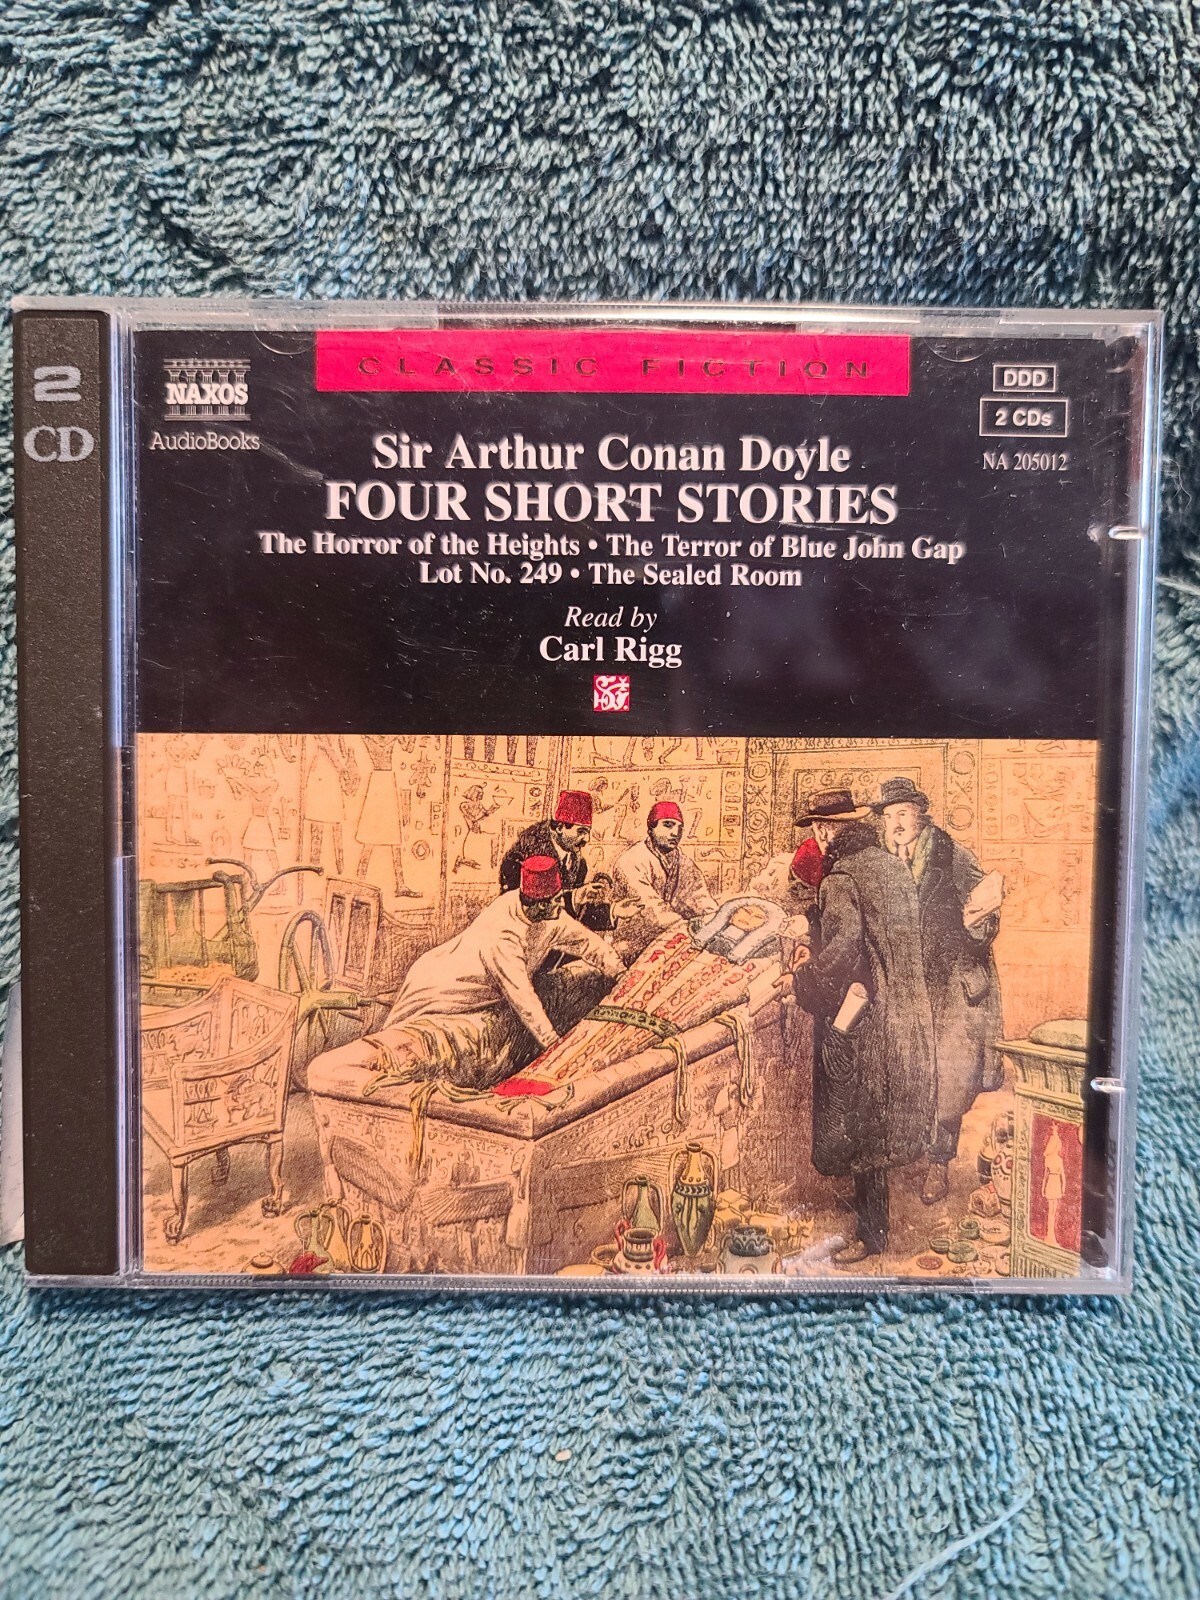 2
CD
CLASSIC FICTION
NAXOS
AudioBooks
DDD
2 CDs
NA 205012
Sir Arthur Conan Doyle
FOUR SHORT STORIES
The Horror of the Heights • The Terror of Blue John Gap
Lot No. 249 • The Sealed Room
Read by
Carl Rigg